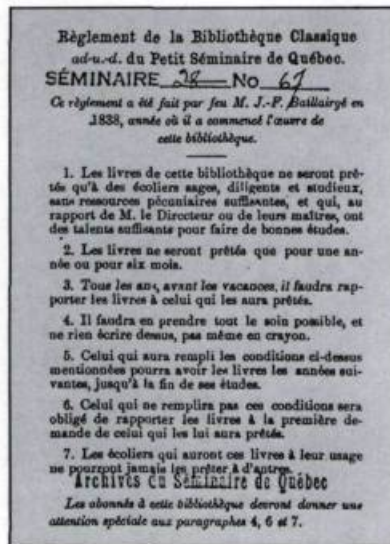 Règlement de la Bibliothèque Classique
ad-u.-d. du Petit Séminaire de Québec.
SÉMINAIRE 28 No 67
Ce règlement a été fait par feu M. J.-F. Baillairgé en
1838, année où il a commencé l'œuvre de
cette bibliothèque.
1. Les livres de cette bibliothèque ne seront prê-
tés qu'à des écoliers sages, diligents et studieux,
sans ressources pécuniaires suffisantes, et qui, au
rapport de M. le Directeur ou de leurs maîtres, ont
des talents suffisants pour faire de bonnes études.
2. Les livres ne seront prêtés que pour une an-
née ou pour six mois.
3. Tous les ans, avant les vacances, il faudra rap-
porter les livres à celui qui les aura prêtés.
4. Il faudra en prendre tout le soin possible, et
ne rien écrire dessus, pas même en crayon.
5. Celui qui aura rempli les conditions ci-dessus
mentionnées pourra avoir les livres les années sui-
vantes, jusqu'à la fin de ses études.
6. Celui qui ne remplira pas ces conditions sera
obligé de rapporter les livres à la première de-
mande de celui qui les lui aura prêtés.
7. Les écoliers qui auront ces livres à leur usage
ne pourront jamais les prêter à d'autres.
Archives du Séminaire de Québec
Les abonnés à cette bibliothèque devront donner une
attention spéciale aux paragraphes 4, 6 et 7.